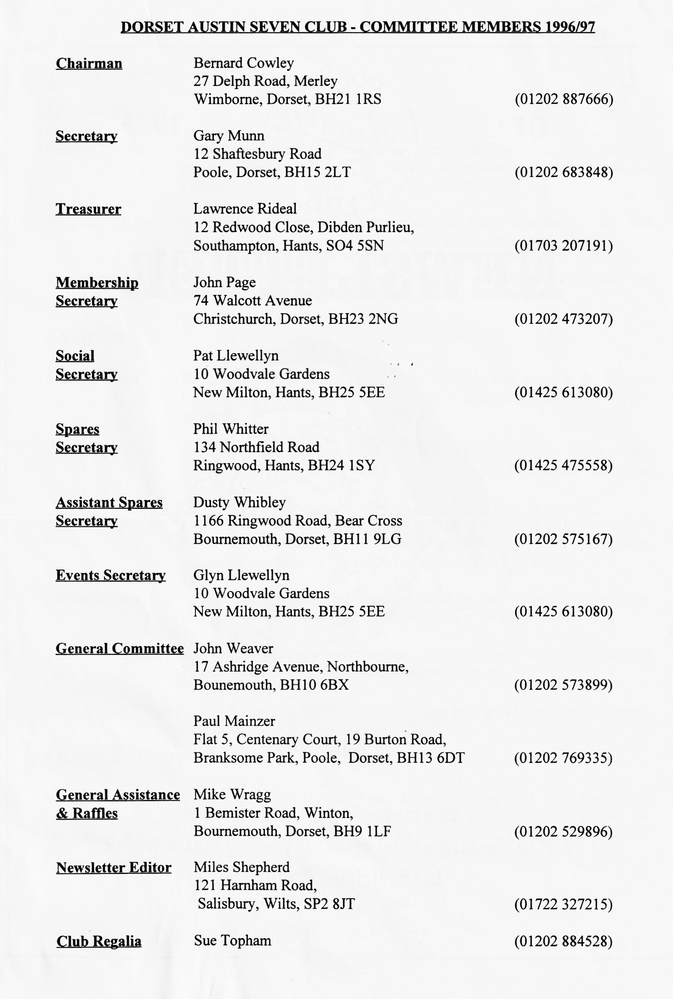 DORSET AUSTIN SEVEN CLUB - COMMITTEE MEMBERS 1996/97
Chairman Bernard Cowley
27 Delph Road, Merley
Wimborne, Dorset, BH21 1RS (01202 887666)
Secretary Gary Munn
12 Shaftesbury Road
Poole, Dorset, BH15 2LT (01202 683848)
Treasurer Lawrence Rideal
12 Redwood Close, Dibden Purlieu,
Southampton, Hants, SO4 5SN (01703 207191)
Membership John Page
Secretary 74 Walcott Avenue
Christchurch, Dorset, BH23 2NG (01202 473207)
Social Pat Llewellyn
Secretary 10 Woodvale Gardens
New Milton, Hants, BH25 5EE (01425 613080)
Spares Phil Whitter
Secretary 134 Northfield Road
Ringwood, Hants, BH24 1SY (01425 475558)
Assistant Spares Dusty Whibley
Secretary 1166 Ringwood Road, Bear Cross
Bournemouth, Dorset, BH11 9LG (01202 575167)
Events Secretary Glyn Llewellyn
10 Woodvale Gardens
New Milton, Hants, BH25 5EE (01425 613080)
General Committee John Weaver
17 Ashridge Avenue, Northbourne,
Bounemouth, BH10 6BX (01202 573899)
Paul Mainzer
Flat 5, Centenary Court, 19 Burton Road,
Branksome Park, Poole, Dorset, BH13 6DT (01202 769335)
General Assistance Mike Wragg
& Raffles 1 Bemister Road, Winton,
Bournemouth, Dorset, BH9 1LF (01202 529896)
Newsletter Editor Miles Shepherd
121 Harnham Road,
Salisbury, Wilts, SP2 8JT (01722 327215)
Club Regalia Sue Topham (01202 884528)